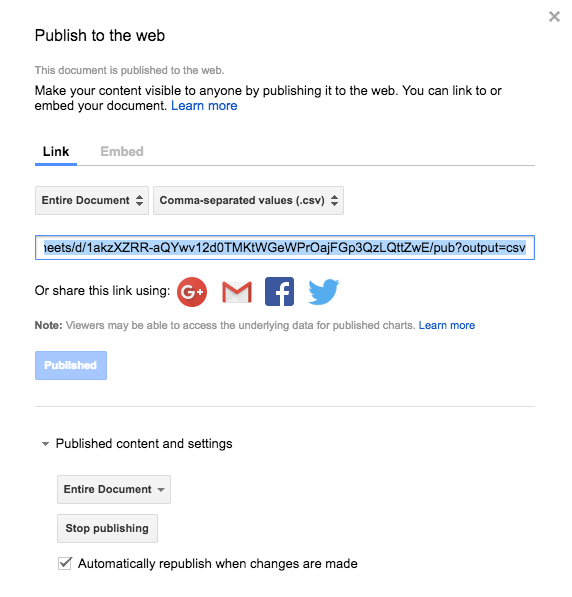 Publish to the web
This document is published to the web.
Make your content visible to anyone by publishing it to the web. You can link to or
embed your document. Learn more
Link Embed
Entire Document Comma-separated values (.csv)
heets/d/1akzXZRR-aQYwv12d0TMKtWGeWPrOajFGp3QzLQttZwE/pub?output=csv
Or share this link using: G+
Note: Viewers may be able to access the underlying data for published charts. Learn more
Published
Published content and settings
Entire Document
Stop publishing
Automatically republish when changes are made